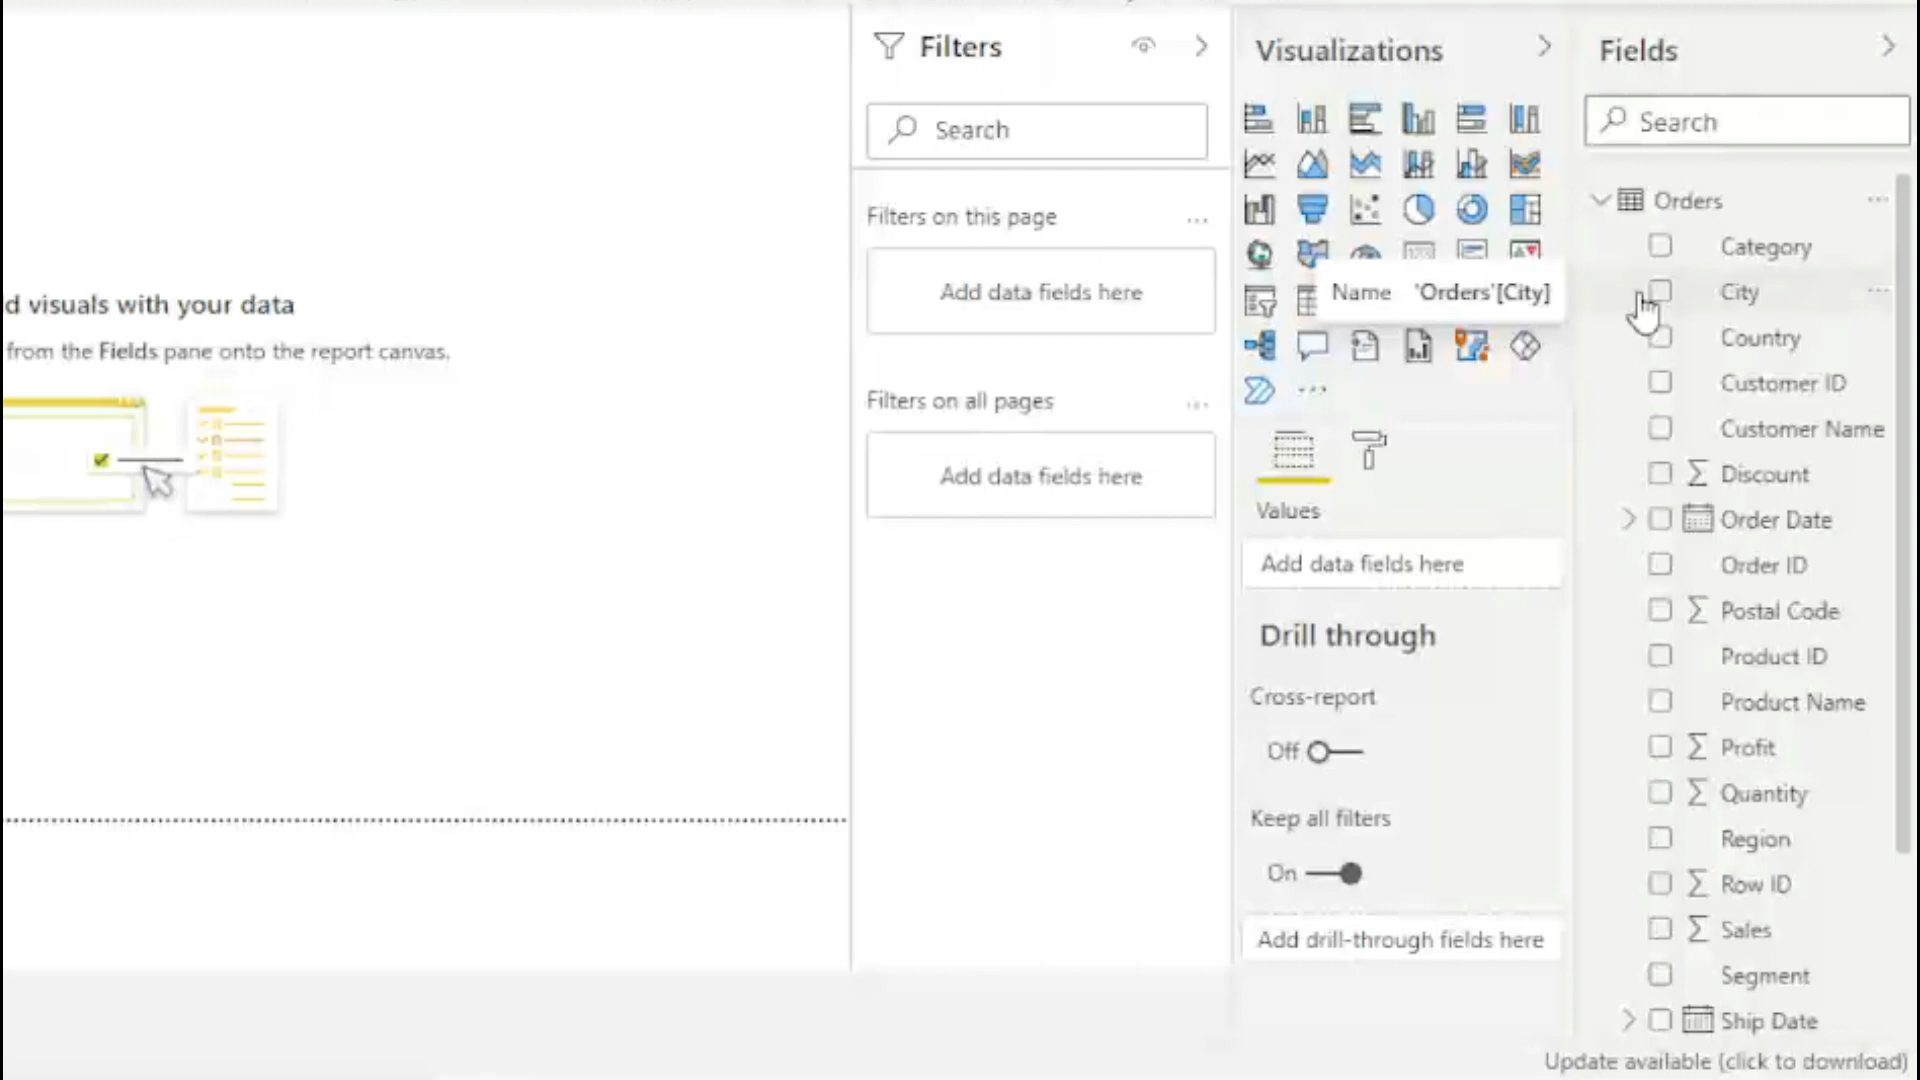 d visuals with your data
from the Fields pane onto the report canvas.
Filters
Search
Filters on this page
...
Add data fields here
Filters on all pages
...
Add data fields here
Visualizations
Name 'Orders'[City]
...
Values
Add data fields here
Drill through
Cross-report
Off
Keep all filters
On
Add drill-through fields here
Fields
Search
Orders
...
Category
City
...
Country
Customer ID
Customer Name
Σ Discount
Order Date
Order ID
Σ Postal Code
Product ID
Product Name
Σ Profit
Σ Quantity
Region
Σ Row ID
Σ Sales
Segment
Ship Date
Update available (click to download)